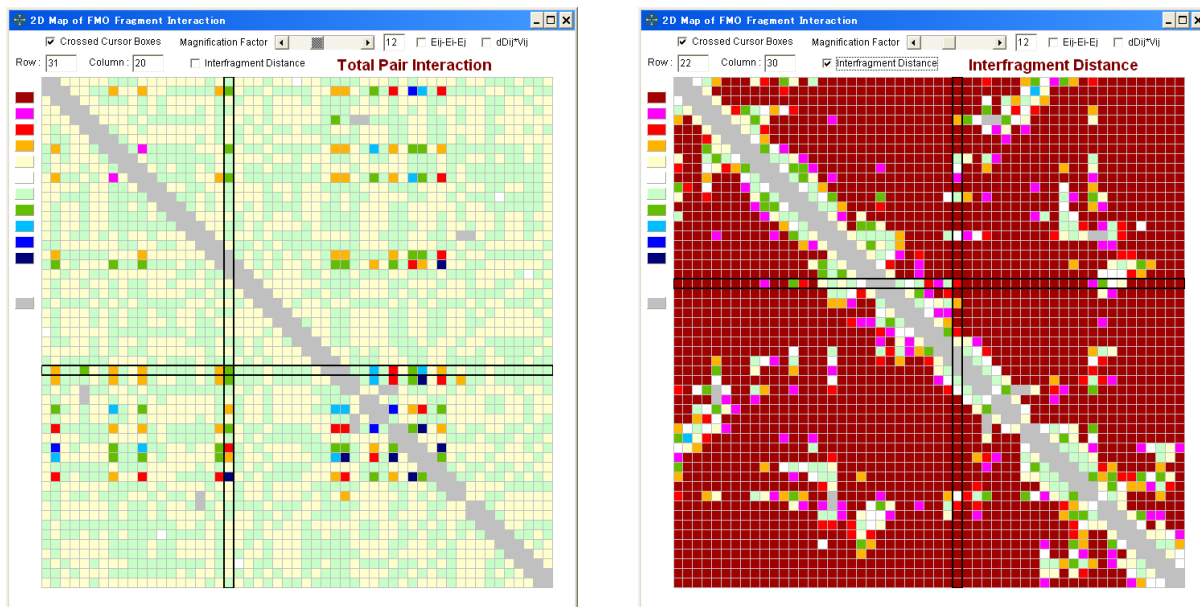 2D Map of FMO Fragment Interaction
Crossed Cursor Boxes Magnification Factor 12 Eij-Ei-Ej dDij*Vij
Row : 31 Column : 20 Interfragment Distance Total Pair Interaction
2D Map of FMO Fragment Interaction
Crossed Cursor Boxes Magnification Factor 12 Eij-Ei-Ej dDij*Vij
Row : 22 Column : 30 Interfragment Distance Interfragment Distance